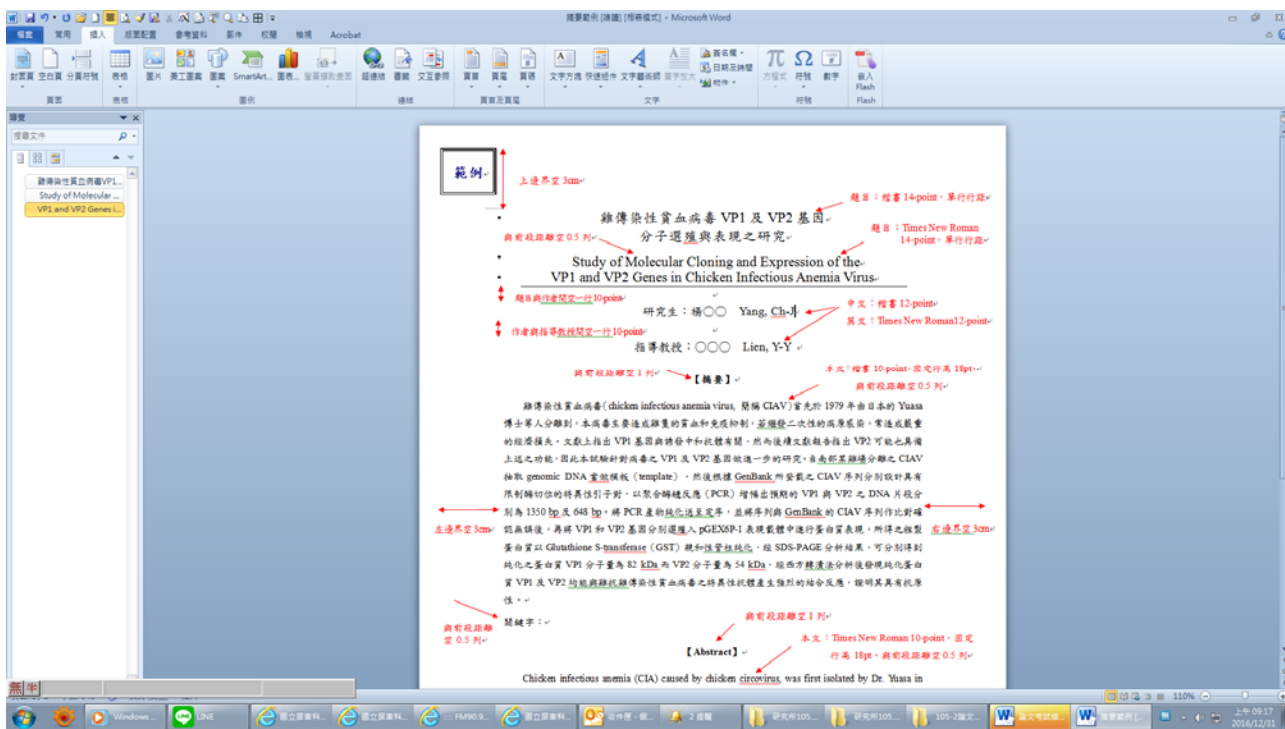 摘要範例 [唯讀] [相容模式] - Microsoft Word
檔案 常用 插入 版面配置 參考資料 郵件 校閱 檢視 Acrobat
封面頁 空白頁 分頁符號 表格 圖片 美工圖案 圖案 SmartArt... 圖表... 超連結 書籤 交互參照 頁首 頁尾 頁碼 文字方塊 快速組件 文字藝術師 首字放大 簽名欄 方程式 符號 數字 嵌入
日期及時間 Flash
物件
頁面 表格 圖例 連結 頁首及頁尾 文字 符號 Flash
導覽
搜尋文件
雞傳染性貧血病毒VP1...
Study of Molecular ...
VP1 and VP2 Genes i...
範例
上邊界空 3cm
題目：楷書 14-point，單行行距
雞傳染性貧血病毒 VP1 及 VP2 基因
與前段距離空 0.5 列
分子選殖與表現之研究
題目：Times New Roman
14-point，單行行距
Study of Molecular Cloning and Expression of the
VP1 and VP2 Genes in Chicken Infectious Anemia Virus
題目與作者間空一行10-point
研究生：楊○○ Yang, Ch-J
中文：楷書 12-point
英文：Times New Roman12-point
作者與指導教授間空一行10-point
指導教授：○○○ Lien, Y-Y
與前段距離空 1 列
【摘要】
本文：楷書 10-point，固定行高 18pt，
與前段距離空 0.5 列
雞傳染性貧血病毒(chicken infectious anemia virus, 簡稱 CIAV)首先於 1979 年由日本的 Yuasa
博士等人分離到，本病毒主要造成雞隻的貧血和免疫抑制，若繼發二次性的病原感染，常造成嚴重
的經濟損失。文獻上指出 VP1 基因與誘發中和抗體有關，然而後續文獻報告指出 VP2 可能也具備
上述之功能，因此本試驗針對病毒之 VP1 及 VP2 基因做進一步的研究。自南部某雞場分離之 CIAV
抽取 genomic DNA 當做模板（template），然後根據 GenBank 所登載之 CIAV 序列分別設計具有
限制酶切位的特異性引子對，以聚合酶鏈反應（PCR）增幅出預期的 VP1 與 VP2 之 DNA 片段分
別為 1350 bp 及 648 bp。將 PCR 產物純化送至定序，並將序列與 GenBank 的 CIAV 序列作比對確
左邊界空 3cm
認無誤後，再將 VP1 和 VP2 基因分別選殖入 pGEX6P-1 表現載體中進行蛋白質表現，所得之粗製
右邊界空 3cm
蛋白質以 Glutathione S-transferase（GST）親和性管柱純化，經 SDS-PAGE 分析結果，可分別得到
純化之蛋白質 VP1 分子量為 82 kDa 而 VP2 分子量為 54 kDa，經西方轉漬法分析後發現純化蛋白
質 VP1 及 VP2 均能與雞抗雞傳染性貧血病毒之特異性抗體產生強烈的結合反應，證明其具有抗原
性。
關鍵字：
與前段距離
空 0.5 列
與前段距離空 1 列
【Abstract】
本文：Times New Roman 10-point，固定
行高 18pt，與前段距離空 0.5 列
Chicken infectious anemia (CIA) caused by chicken circovirus, was first isolated by Dr. Yuasa in
無 半
110%
Windows ... LINE 國立屏東科... 國立屏東科... FM90.9... 國立屏東科... 收件匣 - 個... 2 提醒 研究所105... 研究所105... 105-2論文... 論文考試線... 摘要範例 [... 上午 09:17
2016/12/31